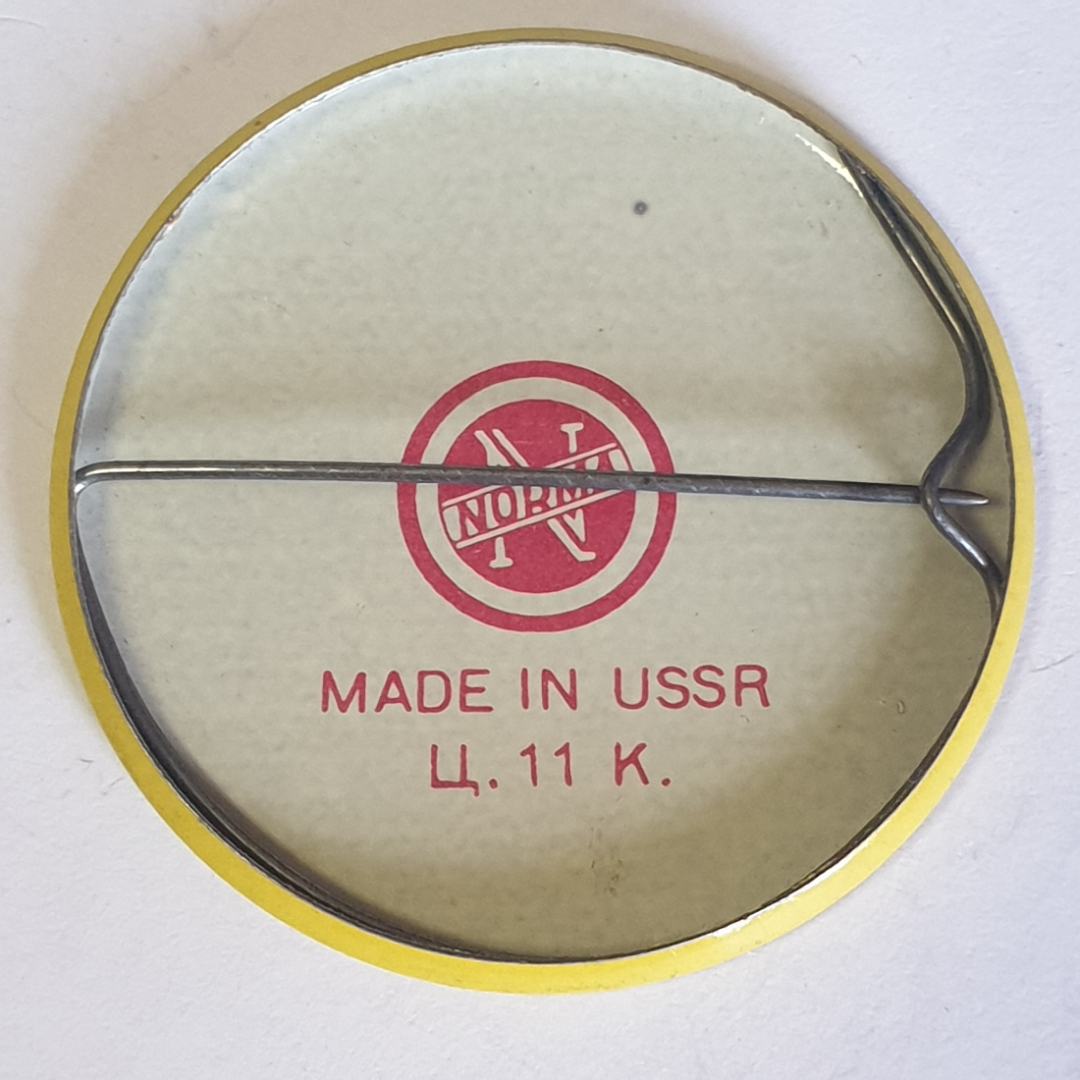 NORMA
MADE IN USSR
Ц. 11 К.